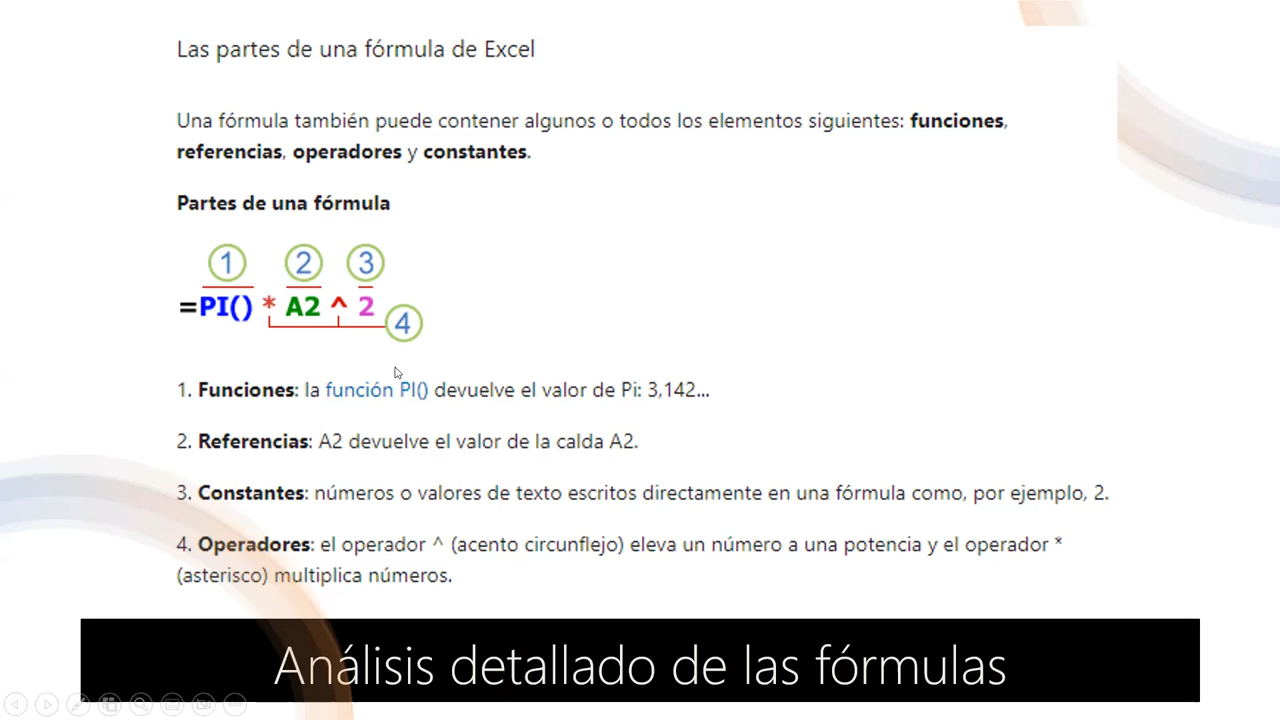 Las partes de una fórmula de Excel
Una fórmula también puede contener algunos o todos los elementos siguientes: funciones,
referencias, operadores y constantes.
Partes de una fórmula
1 2 3
=PI() * A2 ^ 2
4
1. Funciones: la función PI() devuelve el valor de Pi: 3,142...
2. Referencias: A2 devuelve el valor de la calda A2.
3. Constantes: números o valores de texto escritos directamente en una fórmula como, por ejemplo, 2.
4. Operadores: el operador ^ (acento circunflejo) eleva un número a una potencia y el operador *
(asterisco) multiplica números.
Análisis detallado de las fórmulas